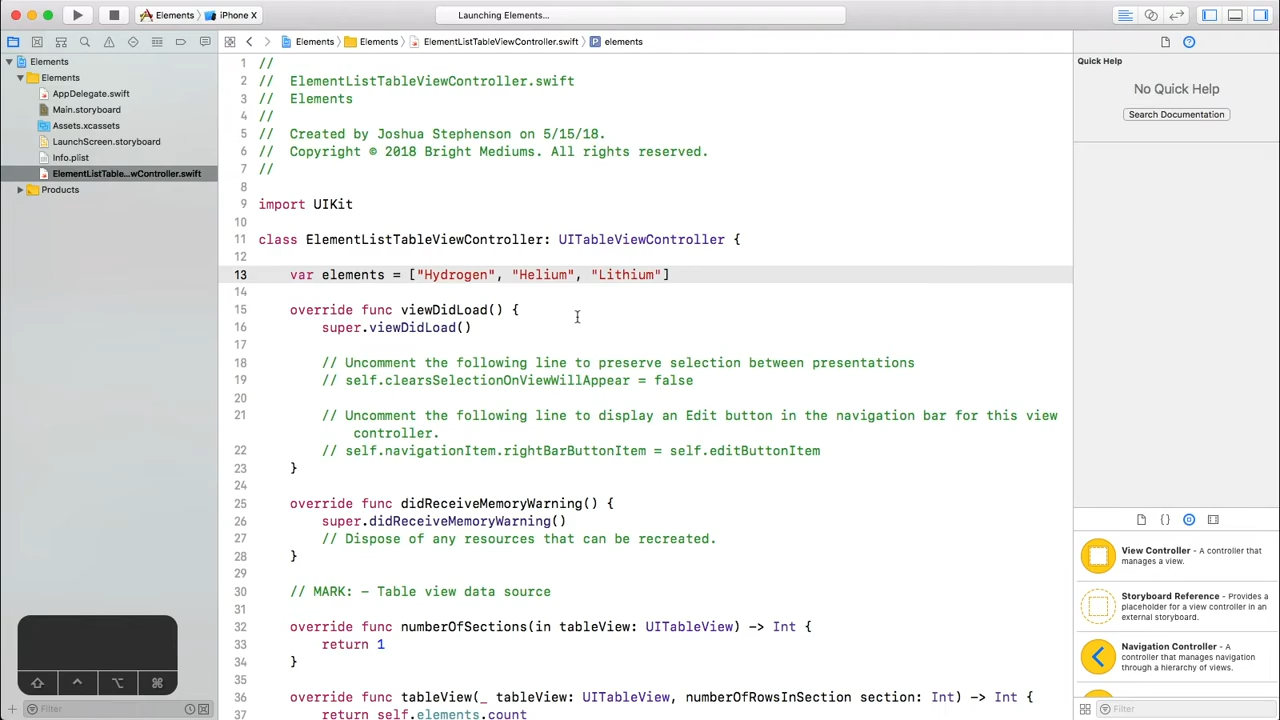 Elements
iPhone X
Launching Elements…
Elements
Elements
ElementListTableViewController.swift
P
elements
Elements
Elements
AppDelegate.swift
Main.storyboard
Assets.xcassets
LaunchScreen.storyboard
Info.plist
ElementListTable...wController.swift
Products
1 //
2 // ElementListTableViewController.swift
3 // Elements
4 //
5 // Created by Joshua Stephenson on 5/15/18.
6 // Copyright © 2018 Bright Mediums. All rights reserved.
7 //
8
9 import UIKit
10
11 class ElementListTableViewController: UITableViewController {
12
13 var elements = ["Hydrogen", "Helium", "Lithium"]
14
15 override func viewDidLoad() {
16 super.viewDidLoad()
17
18 // Uncomment the following line to preserve selection between presentations
19 // self.clearsSelectionOnViewWillAppear = false
20
21 // Uncomment the following line to display an Edit button in the navigation bar for this view
controller.
22 // self.navigationItem.rightBarButtonItem = self.editButtonItem
23 }
24
25 override func didReceiveMemoryWarning() {
26 super.didReceiveMemoryWarning()
27 // Dispose of any resources that can be recreated.
28 }
29
30 // MARK: - Table view data source
31
32 override func numberOfSections(in tableView: UITableView) -> Int {
33 return 1
34 }
35
36 override func tableView(_ tableView: UITableView, numberOfRowsInSection section: Int) -> Int {
37 return self.elements.count
Quick Help
No Quick Help
Search Documentation
View Controller - A controller that
manages a view.
Storyboard Reference - Provides a
placeholder for a view controller in an
external storyboard.
Navigation Controller - A
controller that manages navigation
through a hierarchy of views.
Filter
Filter